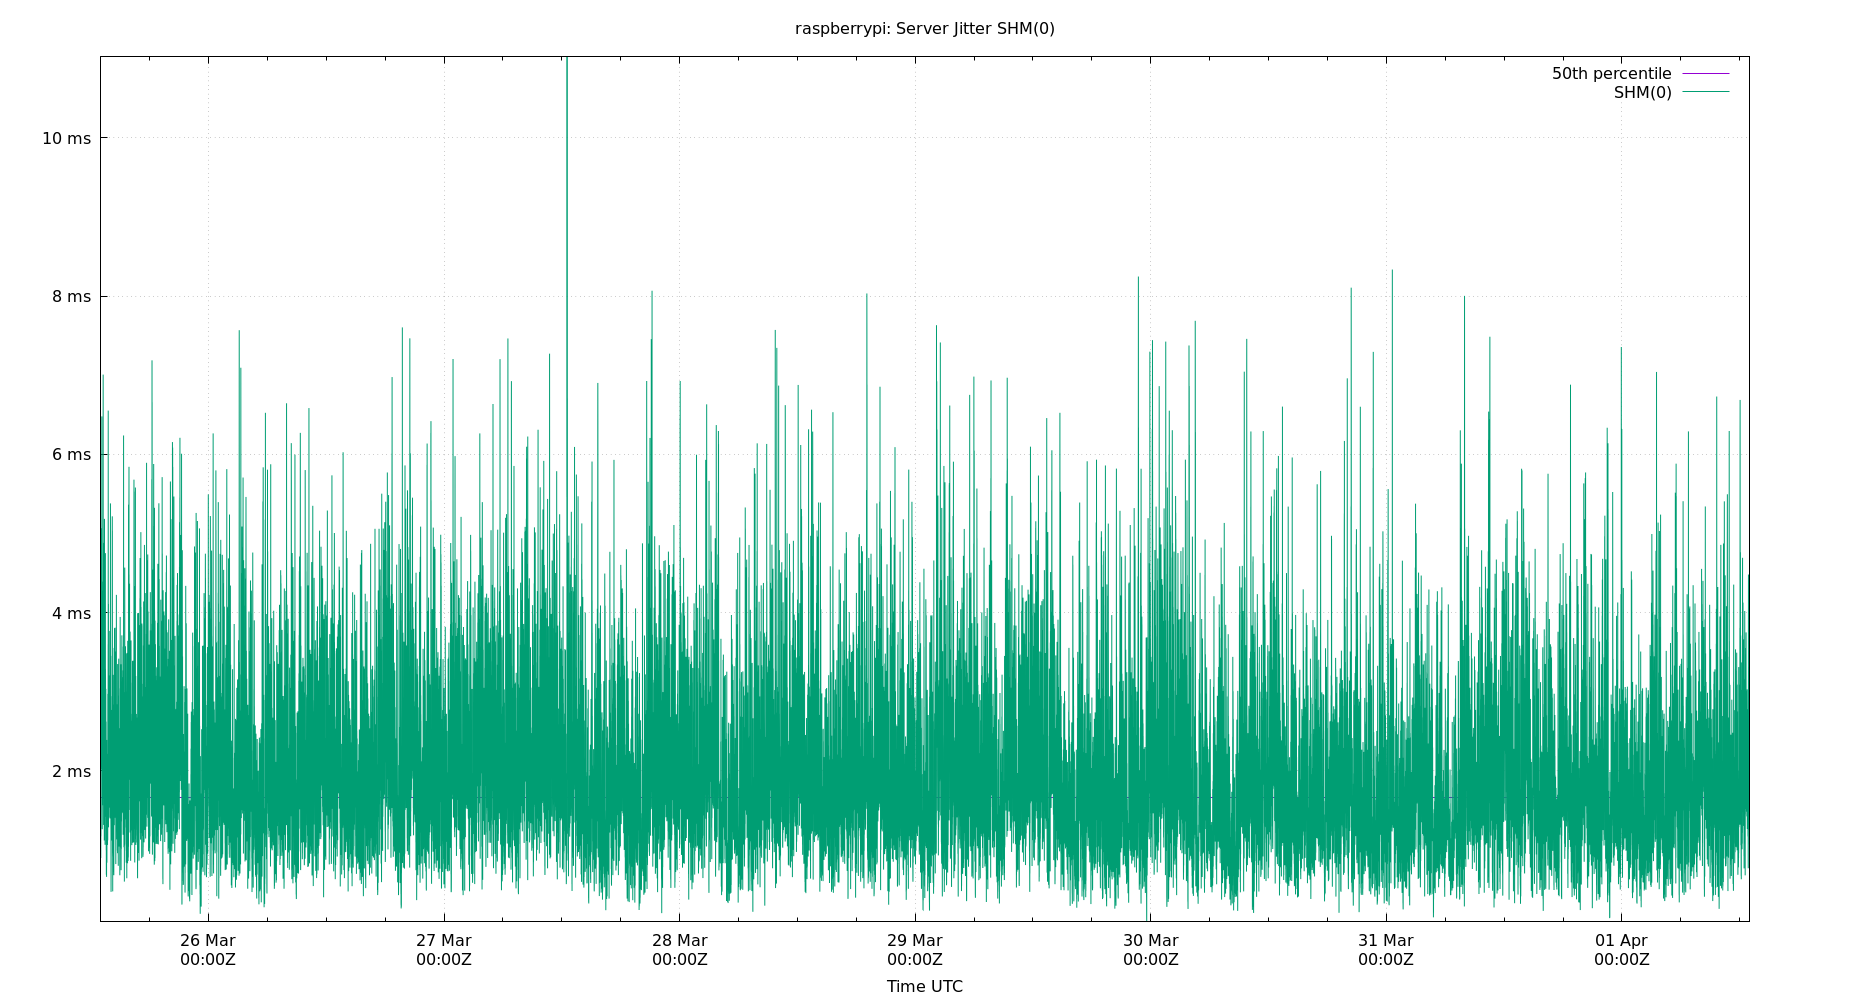 raspberrypi: Server Jitter SHM(0)
50th percentile
SHM(0)
10 ms
8 ms
6 ms
4 ms
2 ms
26 Mar 27 Mar 28 Mar 29 Mar 30 Mar 31 Mar 01 Apr
00:00Z 00:00Z 00:00Z 00:00Z 00:00Z 00:00Z 00:00Z
Time UTC